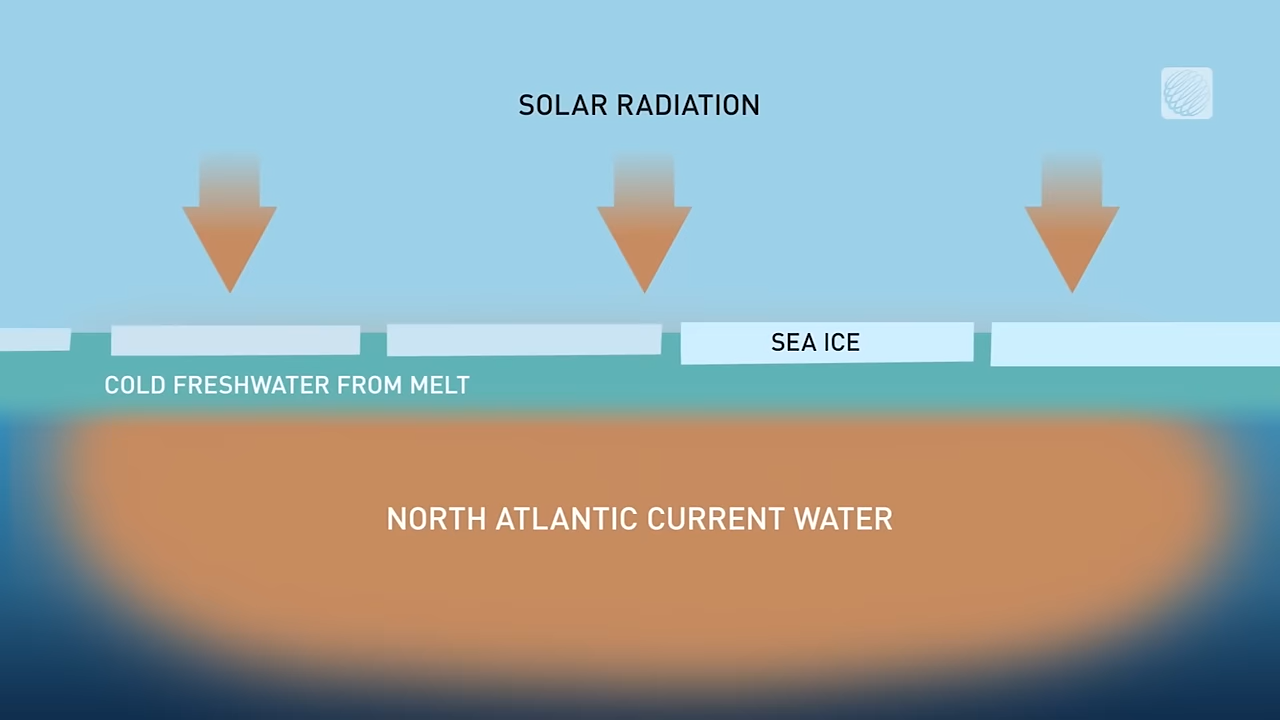 SOLAR RADIATION
SEA ICE
COLD FRESHWATER FROM MELT
NORTH ATLANTIC CURRENT WATER